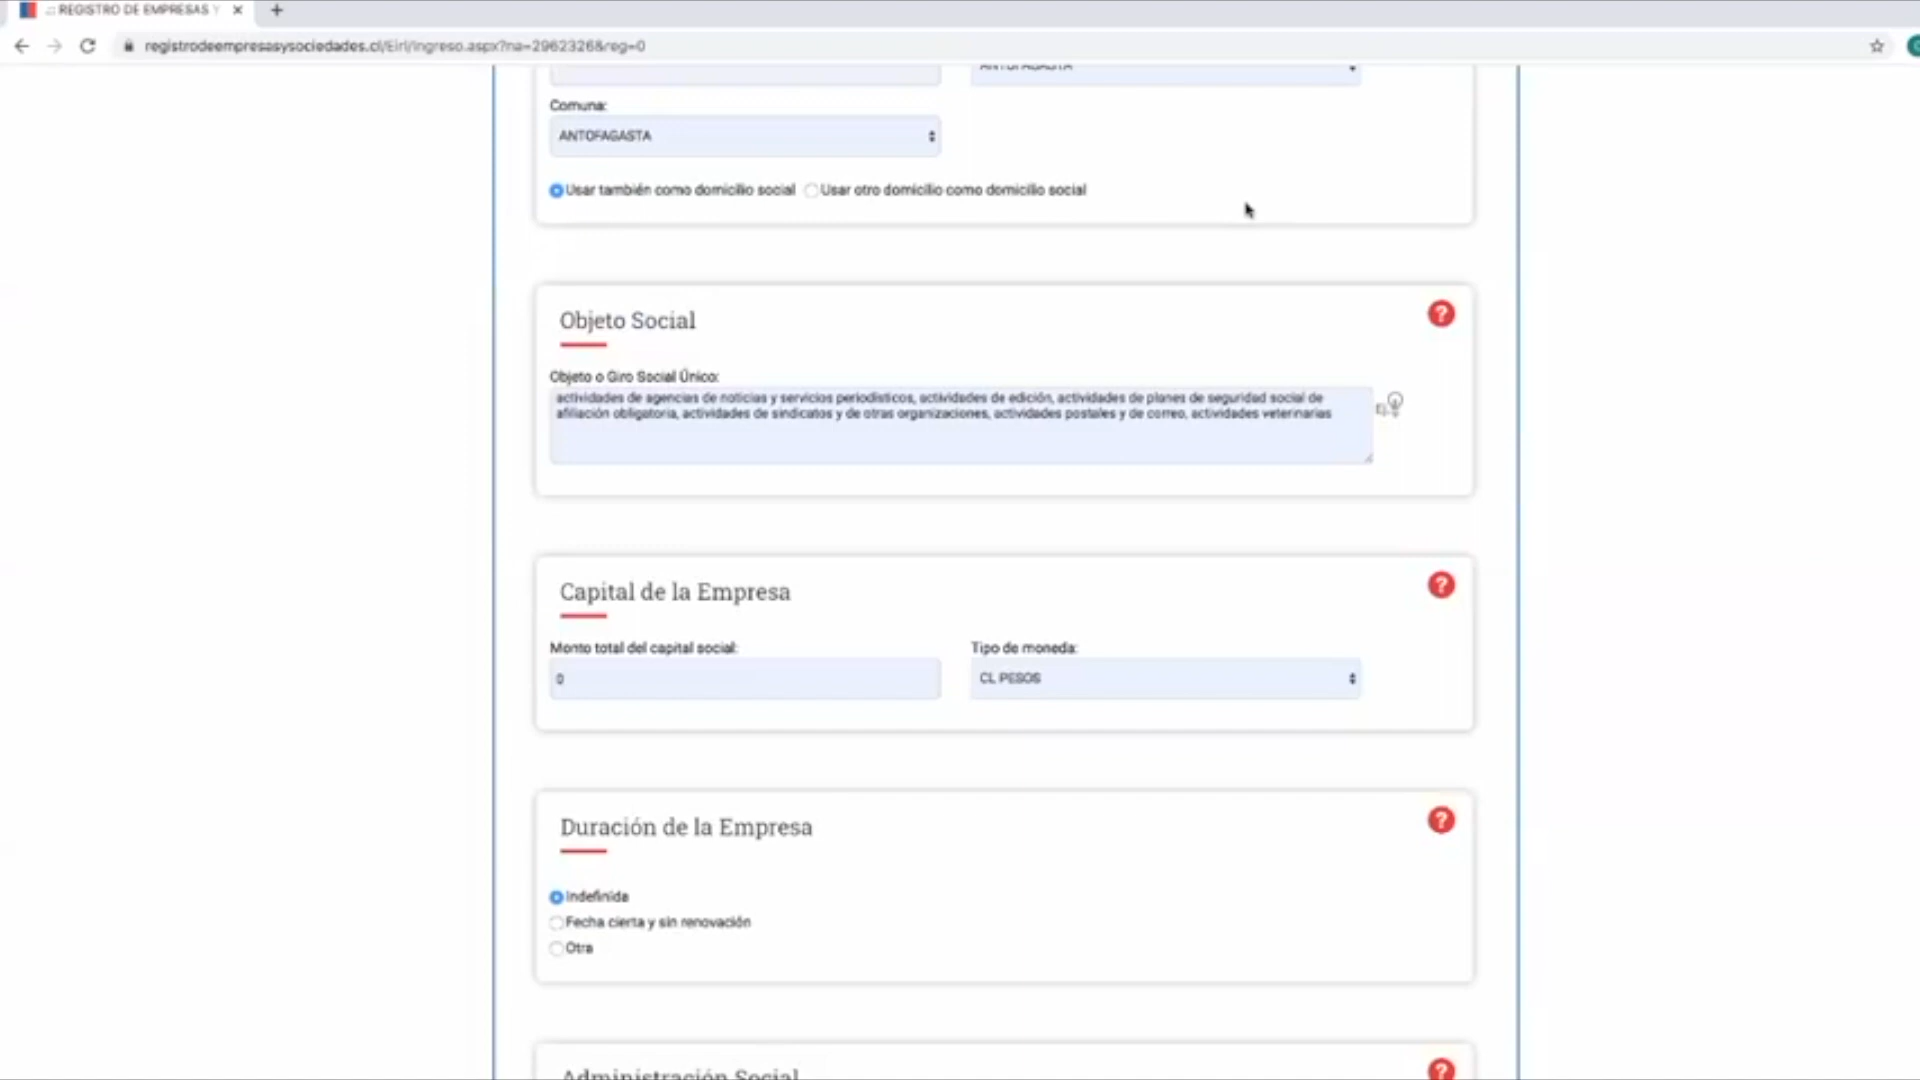 .:: REGISTRO DE EMPRESAS Y
registrodeempresasysociedades.cl/Eirl/Ingreso.aspx?na=2962326&reg=0
ANTOFAGASTA
Comuna:
ANTOFAGASTA
Usar también como domicilio social Usar otro domicilio como domicilio social
Objeto Social
?
Objeto o Giro Social Único:
actividades de agencias de noticias y servicios periodísticos, actividades de edición, actividades de planes de seguridad social de
afiliación obligatoria, actividades de sindicatos y de otras organizaciones, actividades postales y de correo, actividades veterinarias
Capital de la Empresa
?
Monto total del capital social:
Tipo de moneda:
0
CL PESOS
Duración de la Empresa
?
Indefinida
Fecha cierta y sin renovación
Otra
Administración Social
?